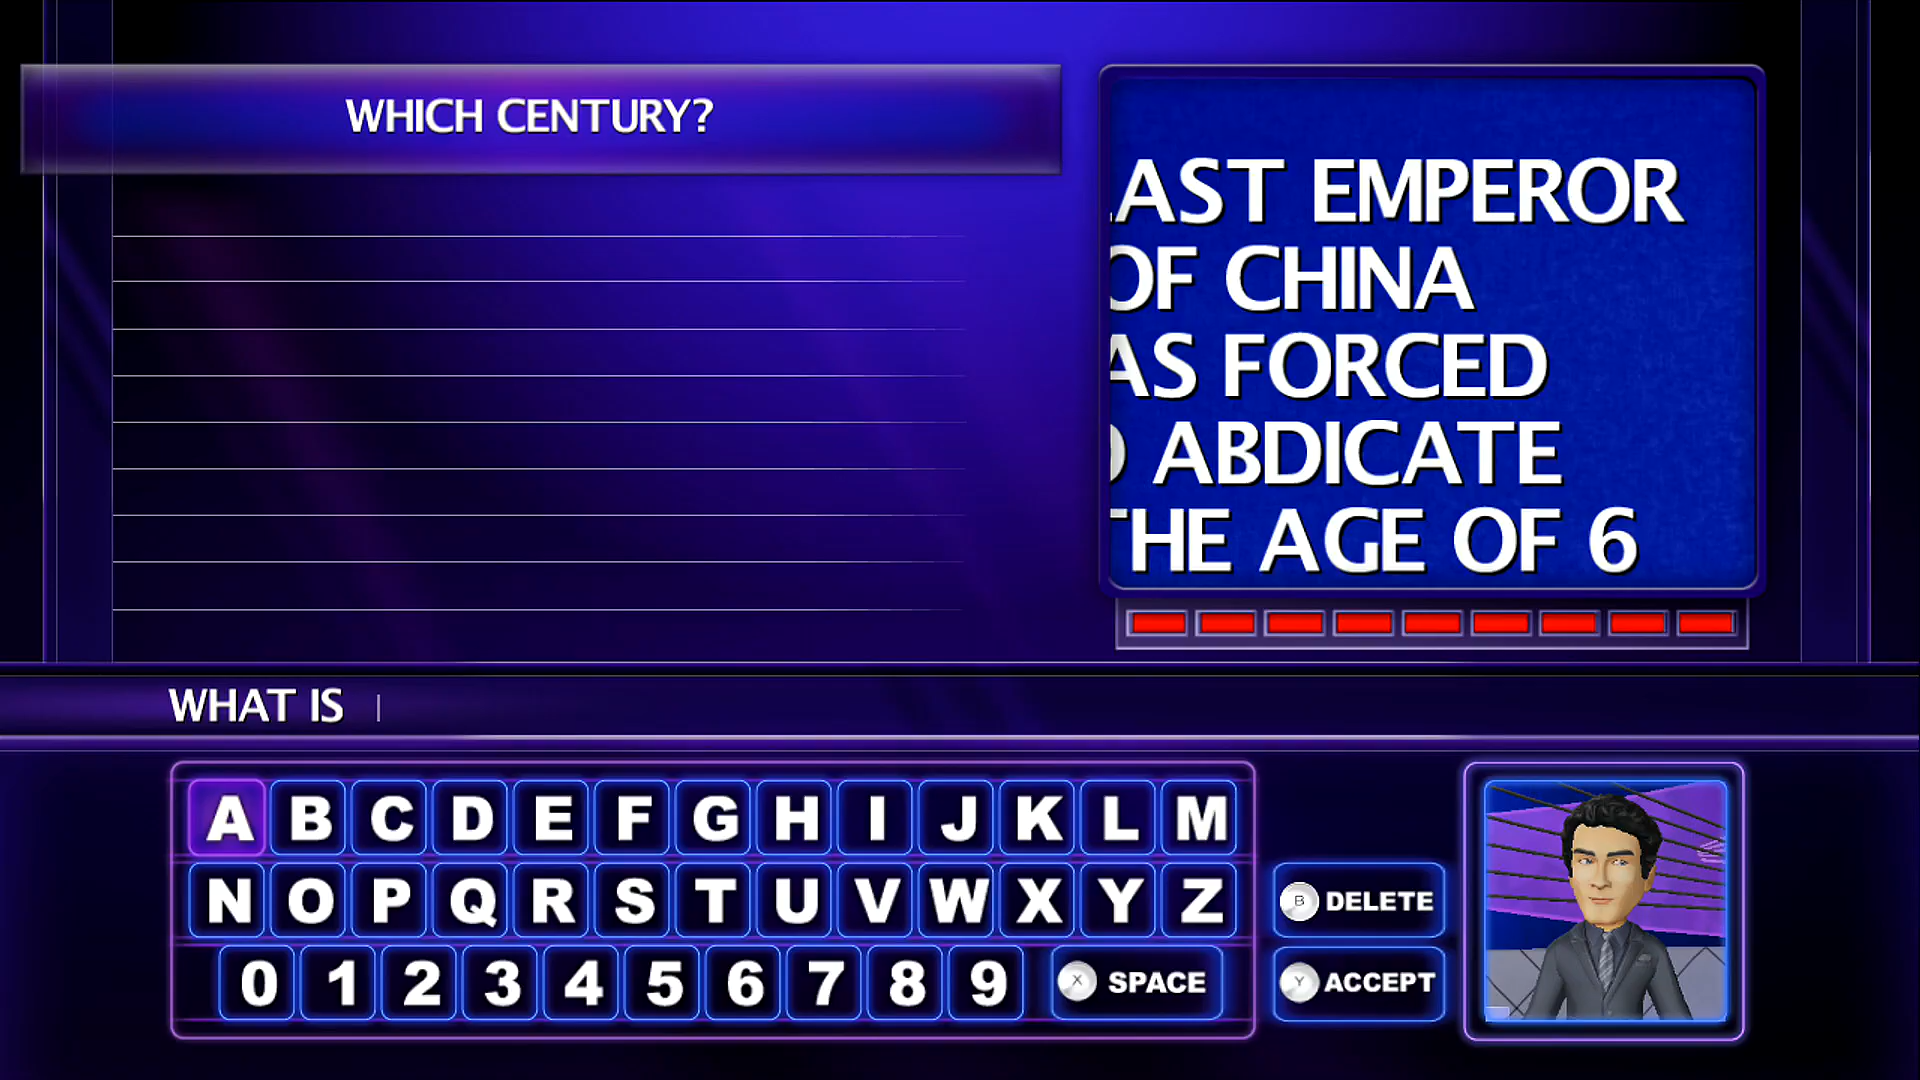 WHICH CENTURY?
LAST EMPEROR
OF CHINA
AS FORCED
ABDICATE
THE AGE OF 6
WHAT IS
A B C D E F G H I J K L M
N O P Q R S T U V W X Y Z
B DELETE
0 1 2 3 4 5 6 7 8 9 X SPACE
Y ACCEPT